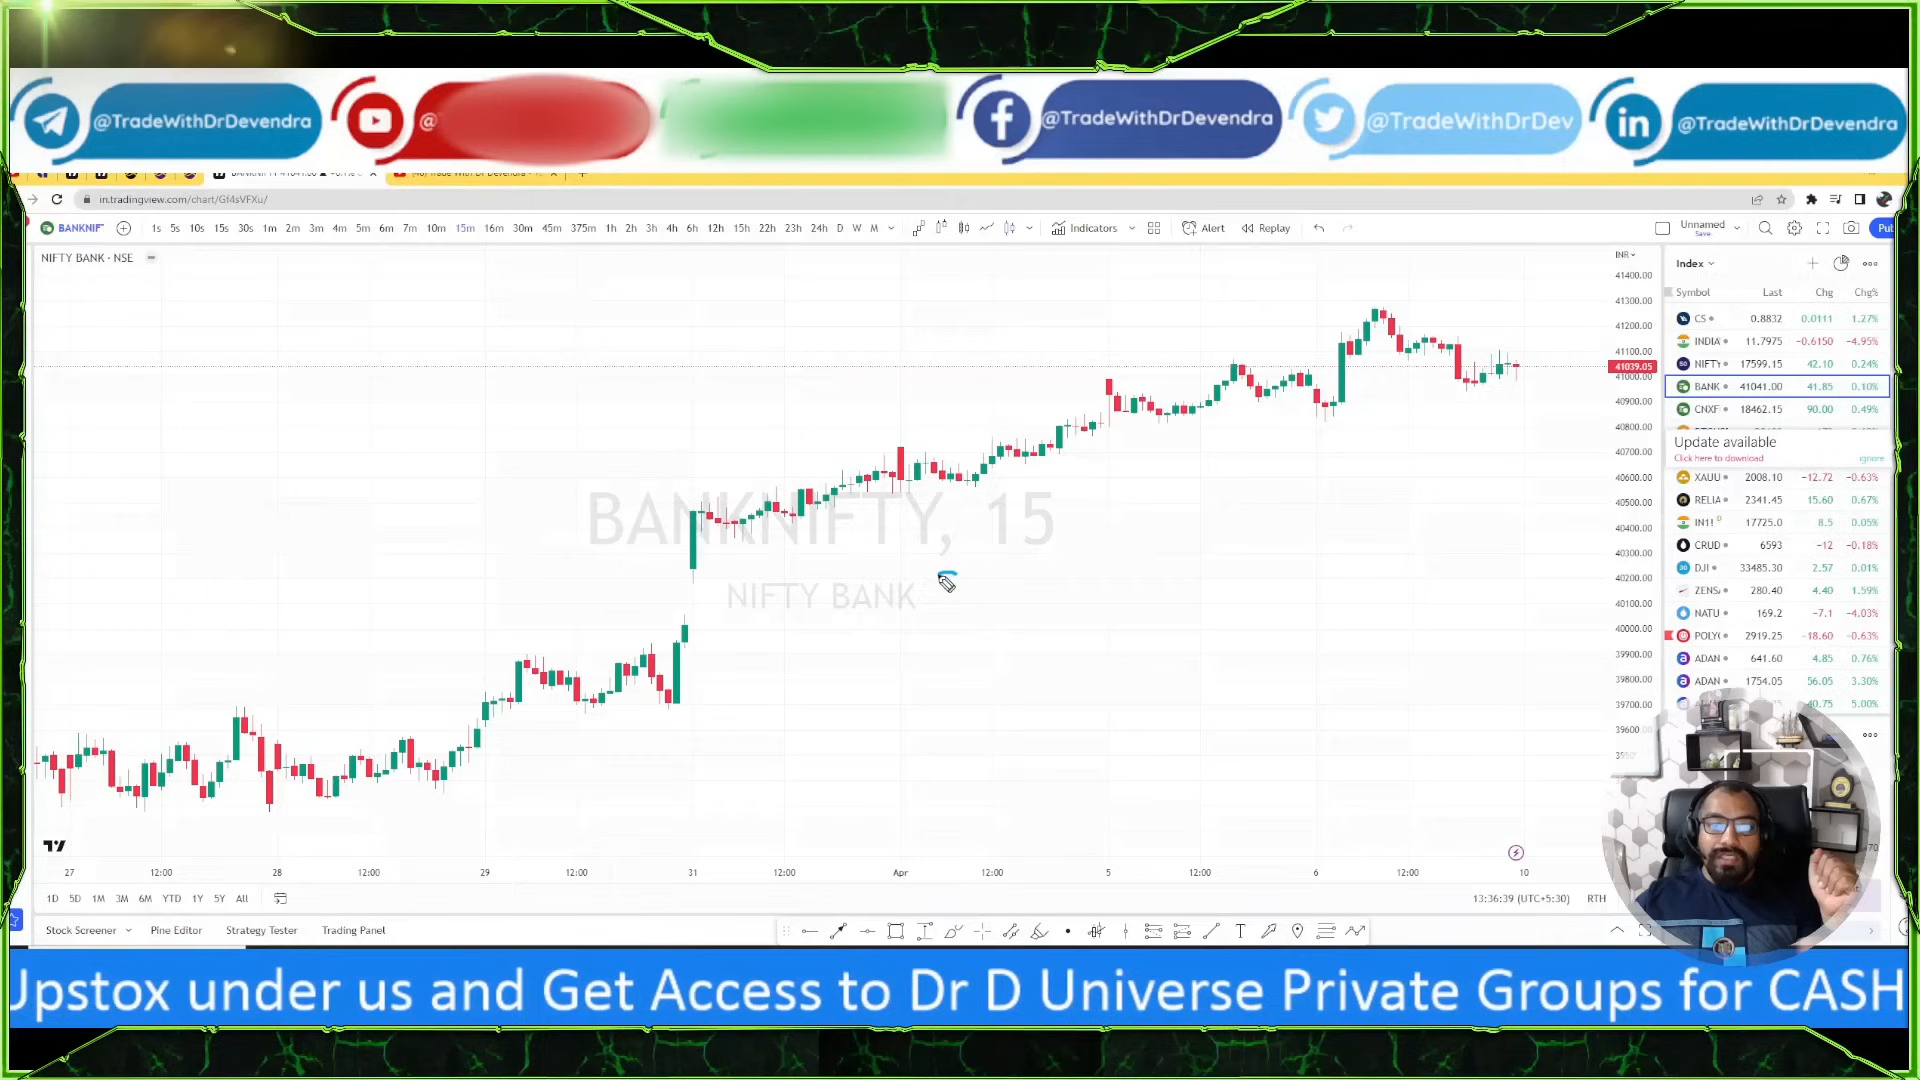 @TradeWithDrDevendra
@
@TradeWithDrDevendra
@TradeWithDrDev
@TradeWithDrDevendra
in.tradingview.com/chart/Gf4sVFXu/
BANKNIF
1s 5s 10s 15s 30s 1m 2m 3m 4m 5m 6m 7m 10m 15m 16m 30m 45m 375m 1h 2h 3h 4h 6h 12h 15h 22h 23h 24h D W M
Indicators
Alert
Replay
Unnamed
Save
NIFTY BANK · NSE
INR
41400.00
41300.00
41200.00
41100.00
41039.05
41000.00
40900.00
40800.00
40700.00
40600.00
40500.00
40400.00
40300.00
40200.00
40100.00
40000.00
39900.00
39800.00
39700.00
39600.00
BANKNIFTY, 15
NIFTY BANK
Index
Symbol Last Chg Chg%
CS 0.8832 0.0111 1.27%
INDIA 11.7975 −0.6150 −4.95%
NIFTY 17599.15 42.10 0.24%
BANK 41041.00 41.85 0.10%
CNXF 18462.15 90.00 0.49%
Update available
Click here to download ignore
XAUU 2008.10 −12.72 −0.63%
RELIA 2341.45 15.60 0.67%
IN1! D 17725.0 8.5 0.05%
CRUD 6593 −12 −0.18%
DJI 33485.30 2.57 0.01%
ZENS 280.40 4.40 1.59%
NATU 169.2 −7.1 −4.03%
POLY 2919.25 −18.60 −0.63%
ADAN 641.60 4.85 0.76%
ADAN 1754.05 56.05 3.30%
40.75 5.00%
27 12:00 28 12:00 29 12:00 31 12:00 Apr 12:00 5 12:00 6 12:00 10
1D 5D 1M 3M 6M YTD 1Y 5Y All
13:36:39 (UTC+5:30) RTH
Stock Screener Pine Editor Strategy Tester Trading Panel
Upstox under us and Get Access to Dr D Universe Private Groups for CASH